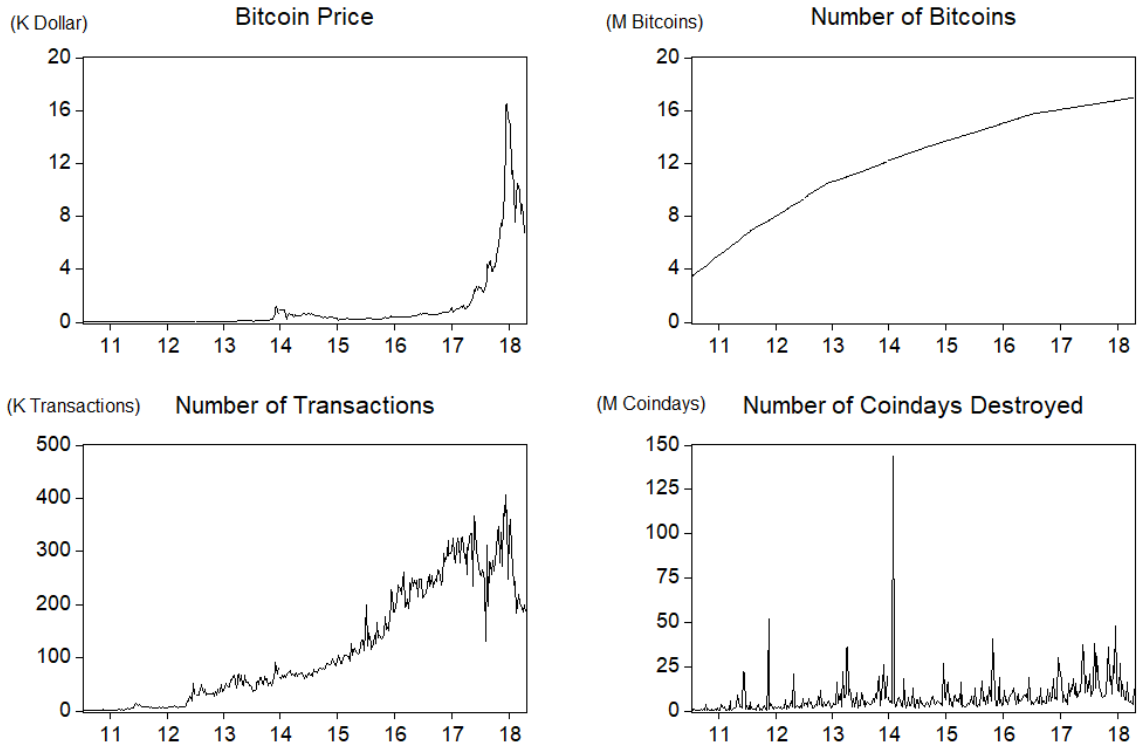 Bitcoin Price
(K Dollar)
20
16
12
8
4
0
11 12 13 14 15 16 17 18
Number of Bitcoins
(M Bitcoins)
20
16
12
8
4
0
11 12 13 14 15 16 17 18
(K Transactions) Number of Transactions
500
400
300
200
100
0
11 12 13 14 15 16 17 18
(M Coindays) Number of Coindays Destroyed
150
125
100
75
50
25
0
11 12 13 14 15 16 17 18